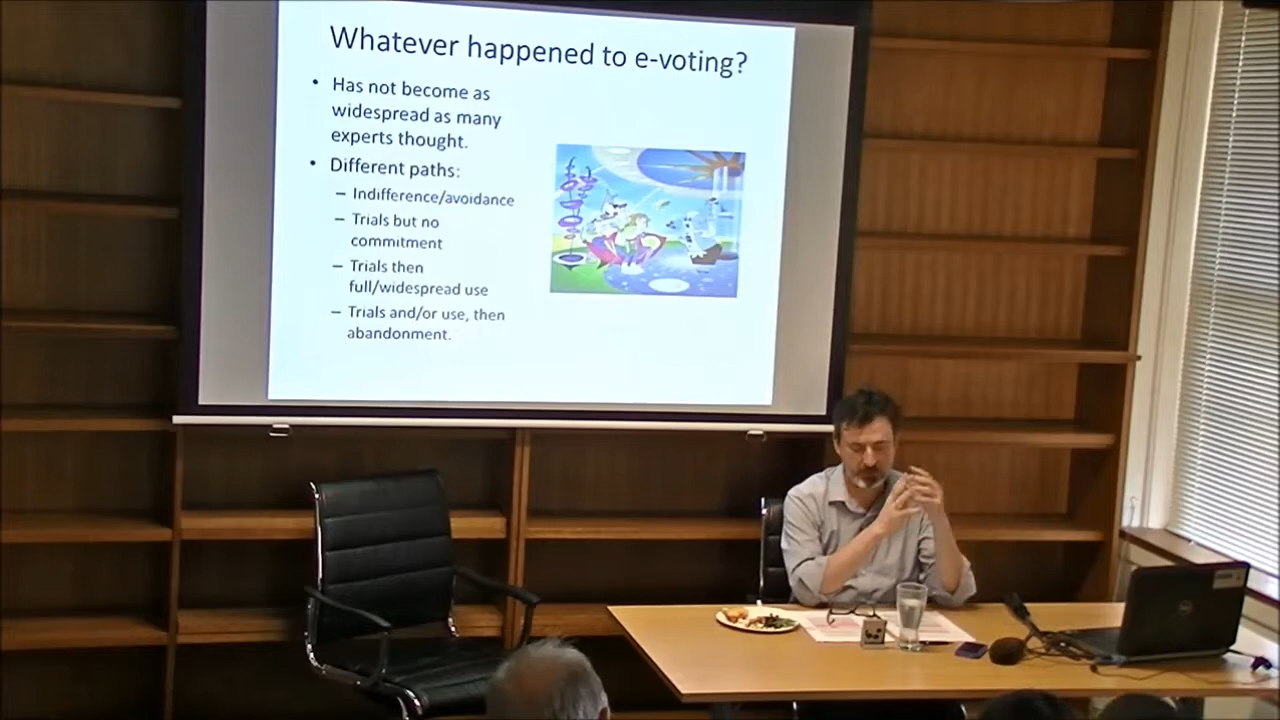 Whatever happened to e-voting?
• Has not become as
widespread as many
experts thought.
• Different paths:
– Indifference/avoidance
– Trials but no
commitment
– Trials then
full/widespread use
– Trials and/or use, then
abandonment.